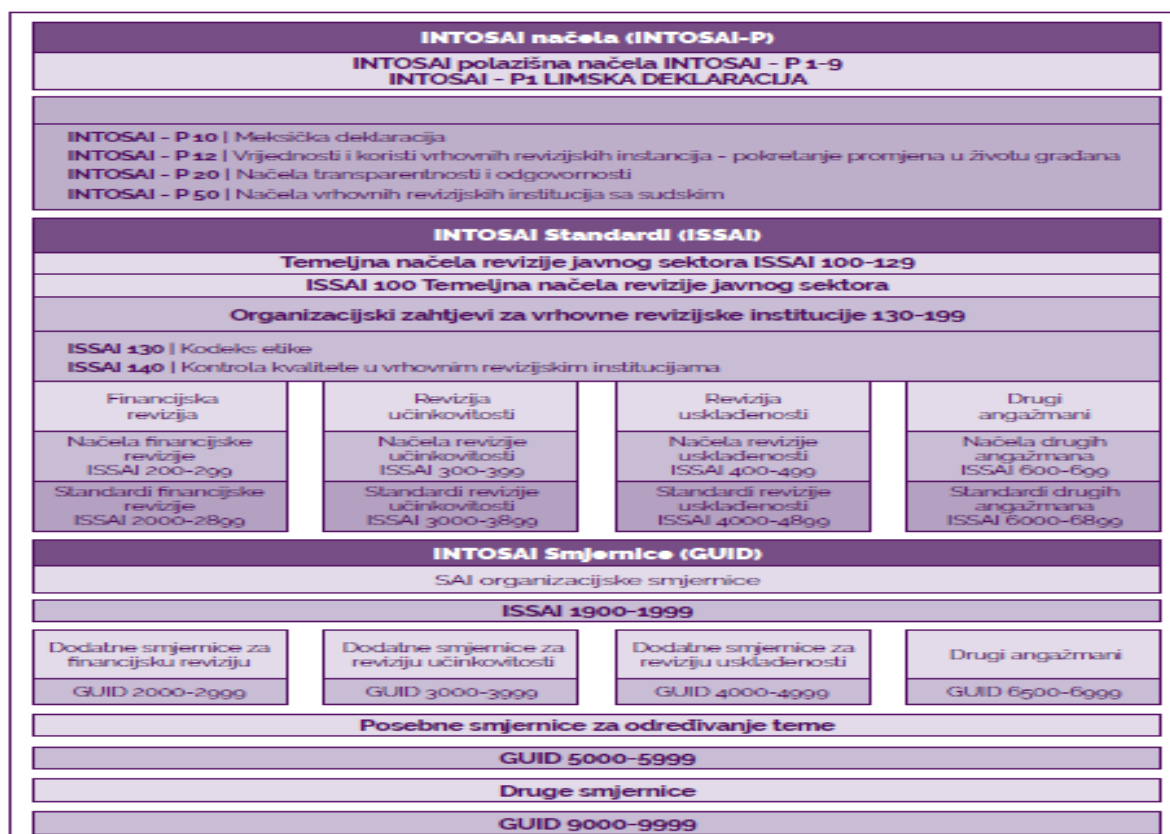 INTOSAI načela (INTOSAI-P)
INTOSAI polazišna načela INTOSAI - P 1-9
INTOSAI - P1 LIMSKA DEKLARACIJA
INTOSAI - P 10 | Meksička deklaracija
INTOSAI - P 12 | Vrijednosti i koristi vrhovnih revizijskih instancija - pokretanje promjena u životu građana
INTOSAI - P 20 | Načela transparentnosti i odgovornosti
INTOSAI - P 50 | Načela vrhovnih revizijskih institucija sa sudskim
INTOSAI Standardi (ISSAI)
Temeljna načela revizije javnog sektora ISSAI 100-129
ISSAI 100 Temeljna načela revizije javnog sektora
Organizacijski zahtjevi za vrhovne revizijske institucije 130-199
ISSAI 130 | Kodeks etike
ISSAI 140 | Kontrola kvalitete u vrhovnim revizijskim institucijama
Financijska
revizija
Načela financijske
revizije
ISSAI 200-299
Standardi financijske
revizije
ISSAI 2000-2899
Revizija
učinkovitosti
Načela revizije
učinkovitosti
ISSAI 300-399
Standardi revizije
učinkovitosti
ISSAI 3000-3899
Revizija
usklađenosti
Načela revizije
usklađenosti
ISSAI 400-499
Standardi revizije
usklađenosti
ISSAI 4000-4899
Drugi
angažmani
Načela drugih
angažmana
ISSAI 600-699
Standardi drugih
angažmana
ISSAI 6000-6899
INTOSAI Smjernice (GUID)
SAI organizacijske smjernice
ISSAI 1900-1999
Dodatne smjernice za
financijsku reviziju
GUID 2000-2999
Dodatne smjernice za
reviziju učinkovitosti
GUID 3000-3999
Dodatne smjernice za
reviziju usklađenosti
GUID 4000-4999
Drugi angažmani
GUID 6500-6999
Posebne smjernice za određivanje teme
GUID 5000-5999
Druge smjernice
GUID 9000-9999